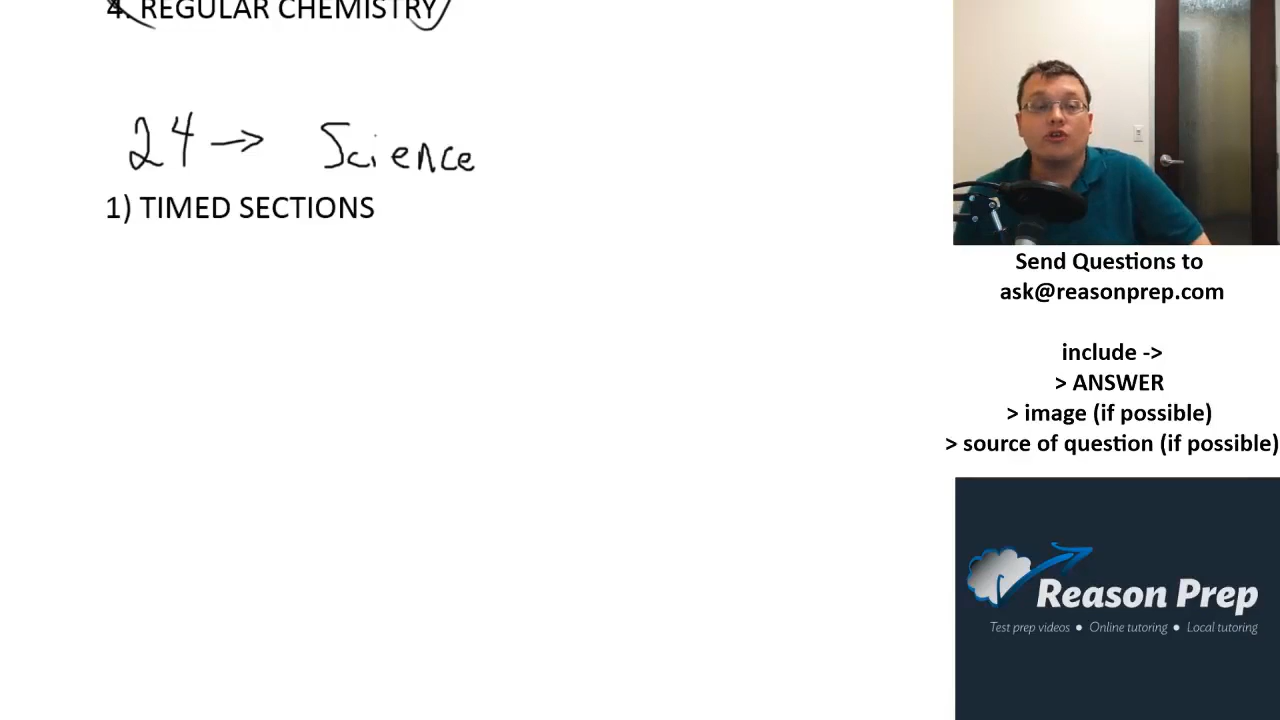 4. REGULAR CHEMISTRY
24 → Science
1) TIMED SECTIONS
Send Questions to
ask@reasonprep.com
include ->
> ANSWER
> image (if possible)
> source of question (if possible)
Reason Prep
Test prep videos ● Online tutoring ● Local tutoring